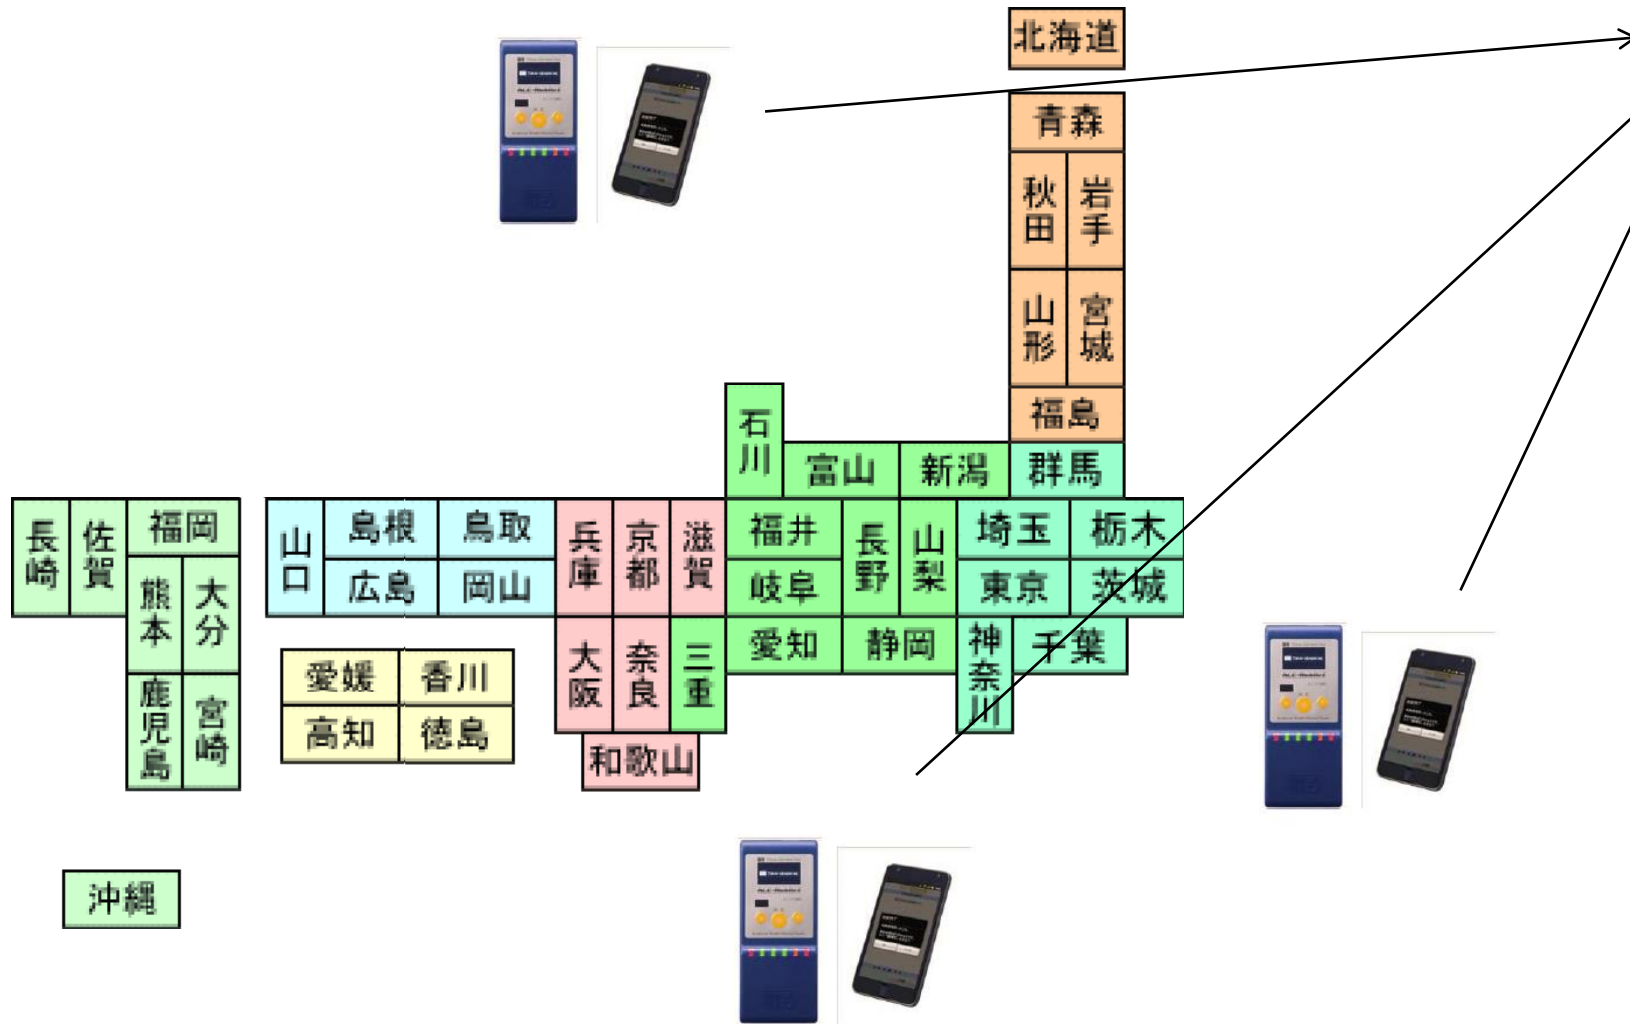 北海道
青森
秋田
岩手
山形
宮城
福島
石川
富山
新潟
群馬
長崎
佐賀
福岡
熊本
大分
鹿児島
宮崎
山口
島根
鳥取
広島
岡山
兵庫
京都
滋賀
福井
長野
山梨
埼玉
栃木
岐阜
東京
茨城
大阪
奈良
三重
愛知
静岡
神奈川
千葉
愛媛
香川
高知
徳島
和歌山
沖縄